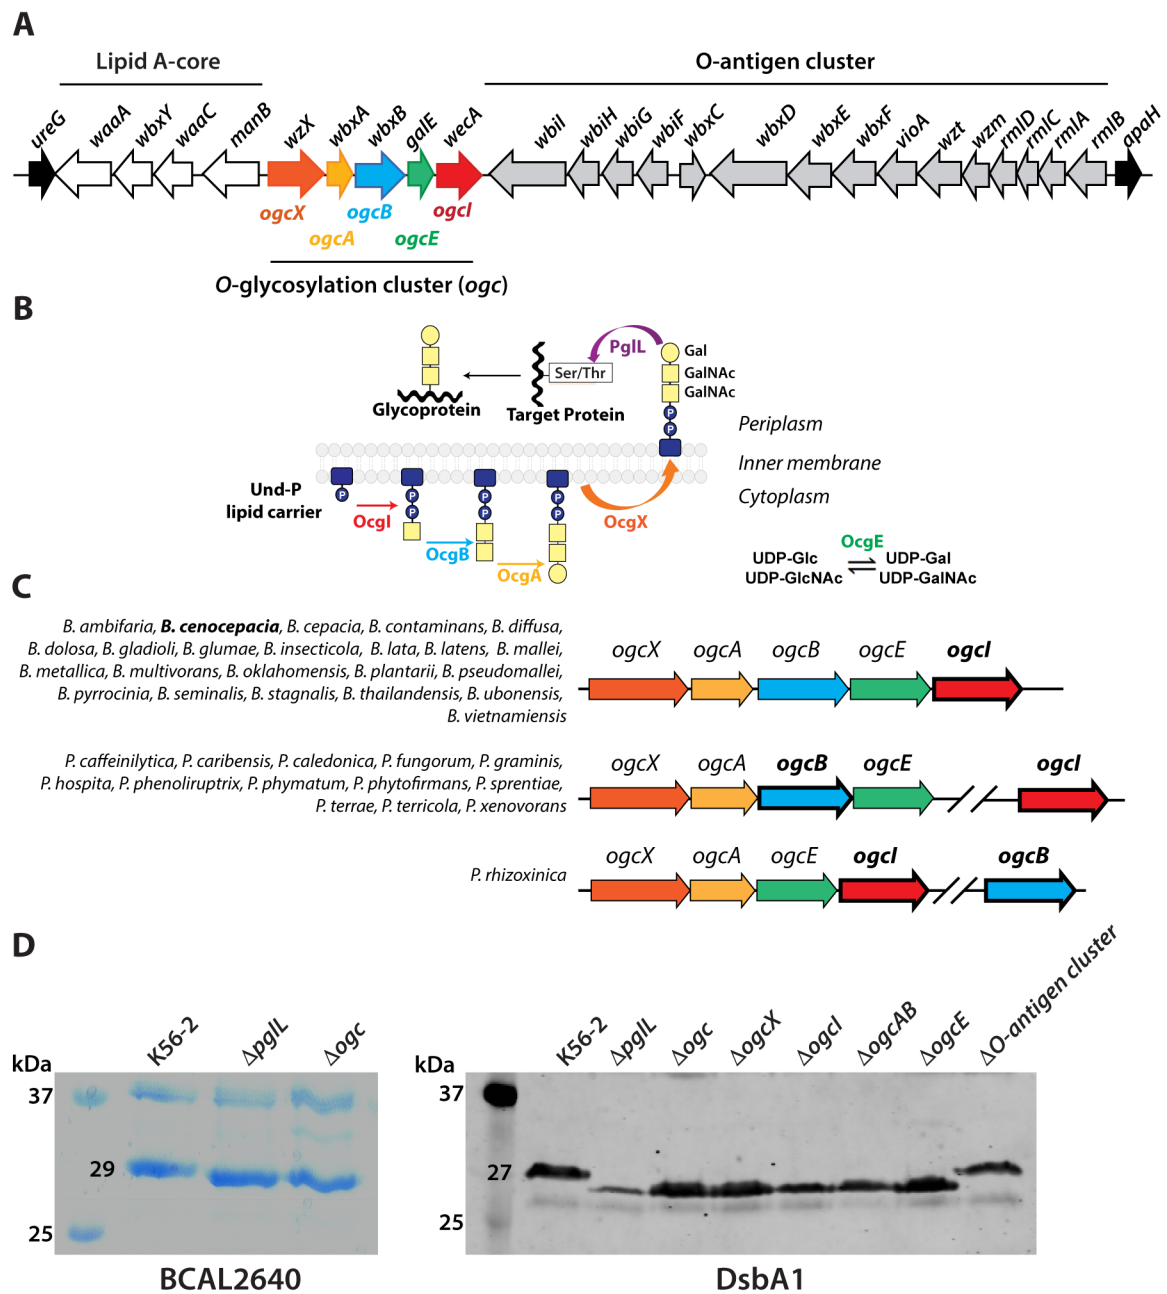 A
Lipid A-core
O-antigen cluster
ureG
waaA
wbxY
waaC
manB
wzX
wbxA
wbxB
galE
wecA
wbiI
wbiH
wbiG
wbiF
wbxC
wbxD
wbxE
wbxF
vioA
wzt
wzm
rmlD
rmlC
rmlA
rmlB
apaH
ogcX
ogcB
ogcI
ogcA
ogcE
O-glycosylation cluster (ogc)
B
PglL
Gal
GalNAc
GalNAc
Ser/Thr
P
P
Glycoprotein
Target Protein
Periplasm
Inner membrane
Cytoplasm
Und-P
lipid carrier
P
P
P
P
P
P
P
OcgI
OcgB
OcgA
OcgX
OcgE
UDP-Glc
UDP-Gal
UDP-GlcNAc
UDP-GalNAc
C
B. ambifaria, B. cenocepacia, B. cepacia, B. contaminans, B. diffusa,
B. dolosa, B. gladioli, B. glumae, B. insecticola, B. lata, B. latens, B. mallei,
B. metallica, B. multivorans, B. oklahomensis, B. plantarii, B. pseudomallei,
B. pyrrocinia, B. seminalis, B. stagnalis, B. thailandensis, B. ubonensis,
B. vietnamiensis
ogcX ogcA ogcB ogcE ogcI
P. caffeinilytica, P. caribensis, P. caledonica, P. fungorum, P. graminis,
P. hospita, P. phenoliruptrix, P. phymatum, P. phytofirmans, P. sprentiae,
P. terrae, P. terricola, P. xenovorans
ogcX ogcA ogcB ogcE ogcI
P. rhizoxinica
ogcX ogcA ogcE ogcI ogcB
D
K56-2
ΔpglL
Δogc
kDa
37
29
25
BCAL2640
K56-2
ΔpglL
Δogc
ΔogcX
ΔogcI
ΔogcAB
ΔogcE
ΔO-antigen cluster
kDa
37
27
25
DsbA1